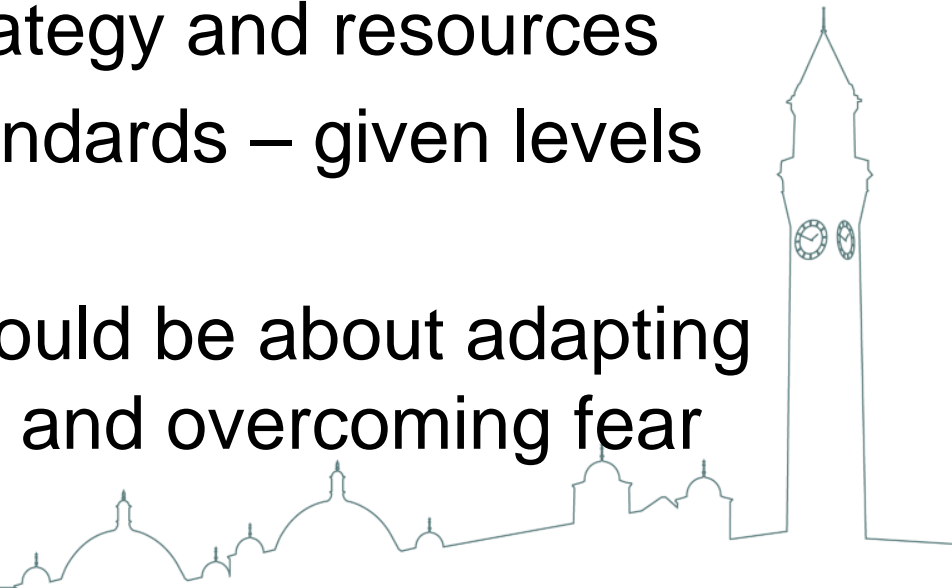 ategy and resources
ndards – given levels
ould be about adapting
and overcoming fear